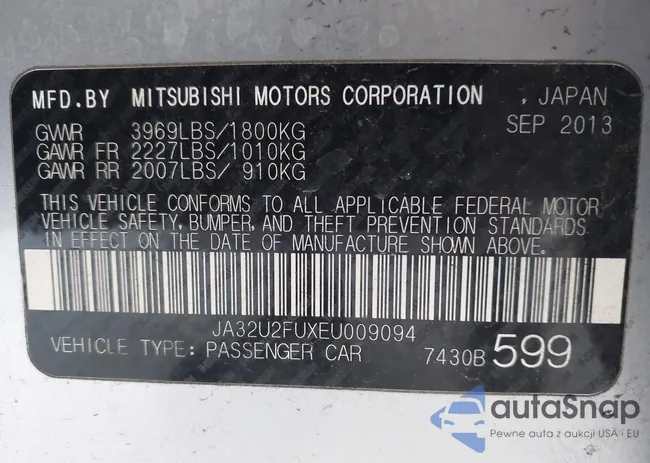 MFD.BY MITSUBISHI MOTORS CORPORATION , JAPAN
GVWR 3969LBS/1800KG SEP 2013
GAWR FR 2227LBS/1010KG
GAWR RR 2007LBS/ 910KG
THIS VEHICLE CONFORMS TO ALL APPLICABLE FEDERAL MOTOR
VEHICLE SAFETY, BUMPER, AND THEFT PREVENTION STANDARDS
IN EFFECT ON THE DATE OF MANUFACTURE SHOWN ABOVE.
JA32U2FUXEU009094
VEHICLE TYPE: PASSENGER CAR 7430B 599
autaSnap
Pewne auta z aukcji USA i EU